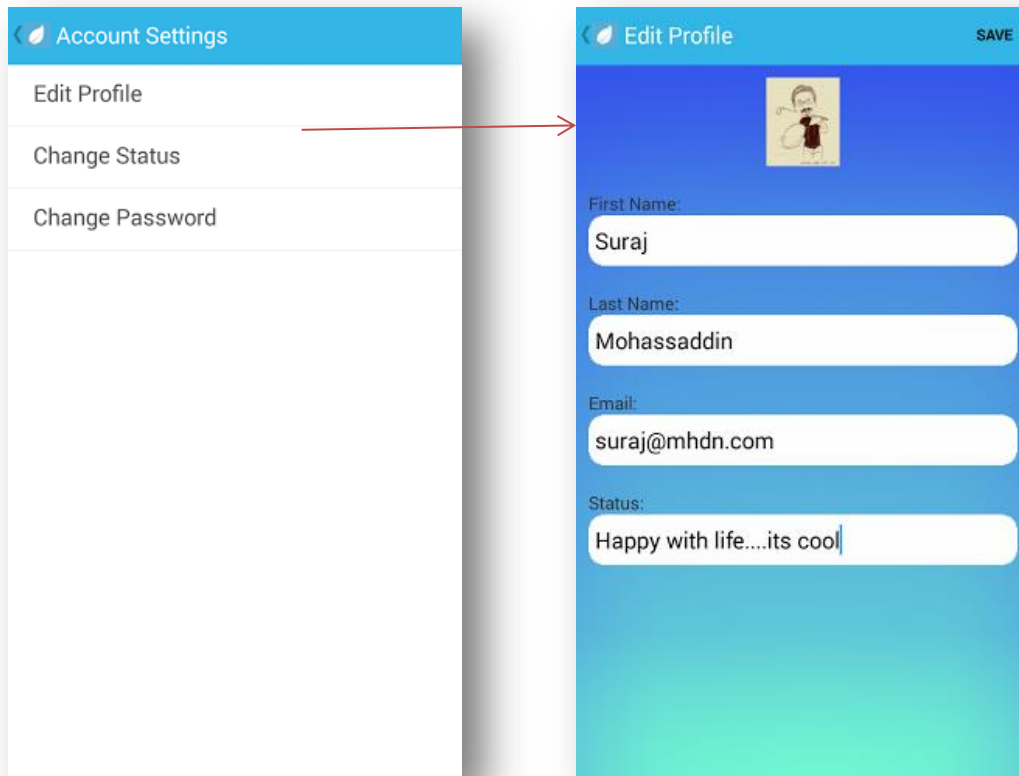 Account Settings
Edit Profile
Change Status
Change Password
Edit Profile
SAVE
First Name:
Suraj
Last Name:
Mohassaddin
Email:
suraj@mhdn.com
Status:
Happy with life....its cool